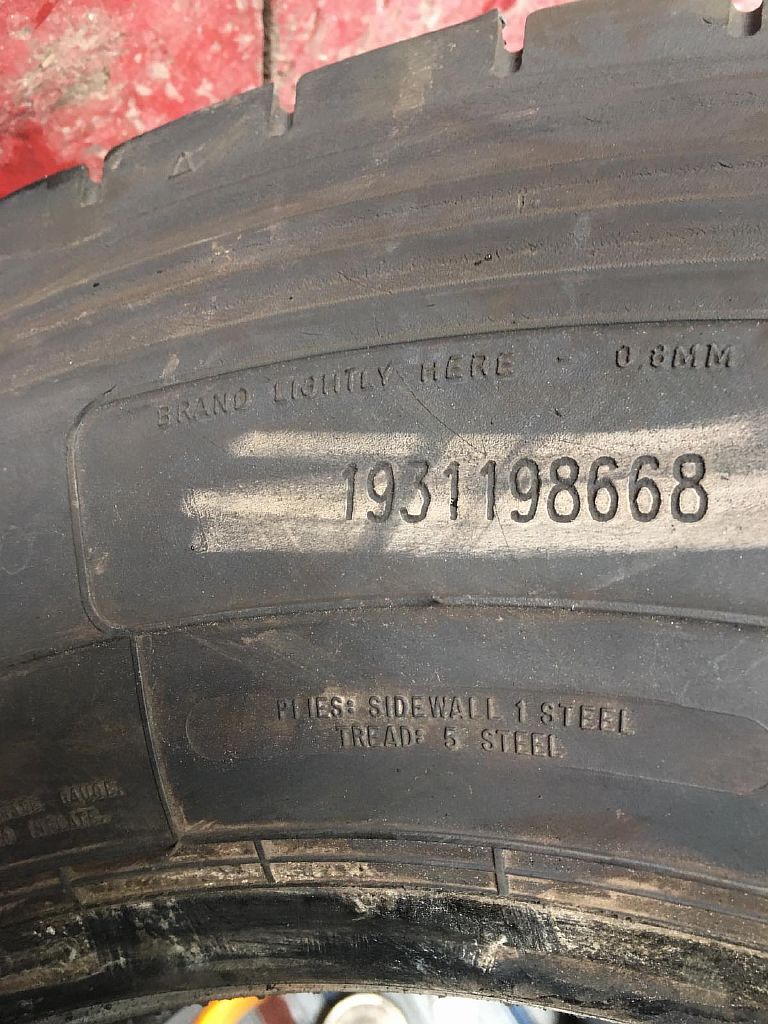 BRAND LIGHTLY HERE - 0.8MM
1931198668
PLIES: SIDEWALL 1 STEEL
TREAD: 5 STEEL